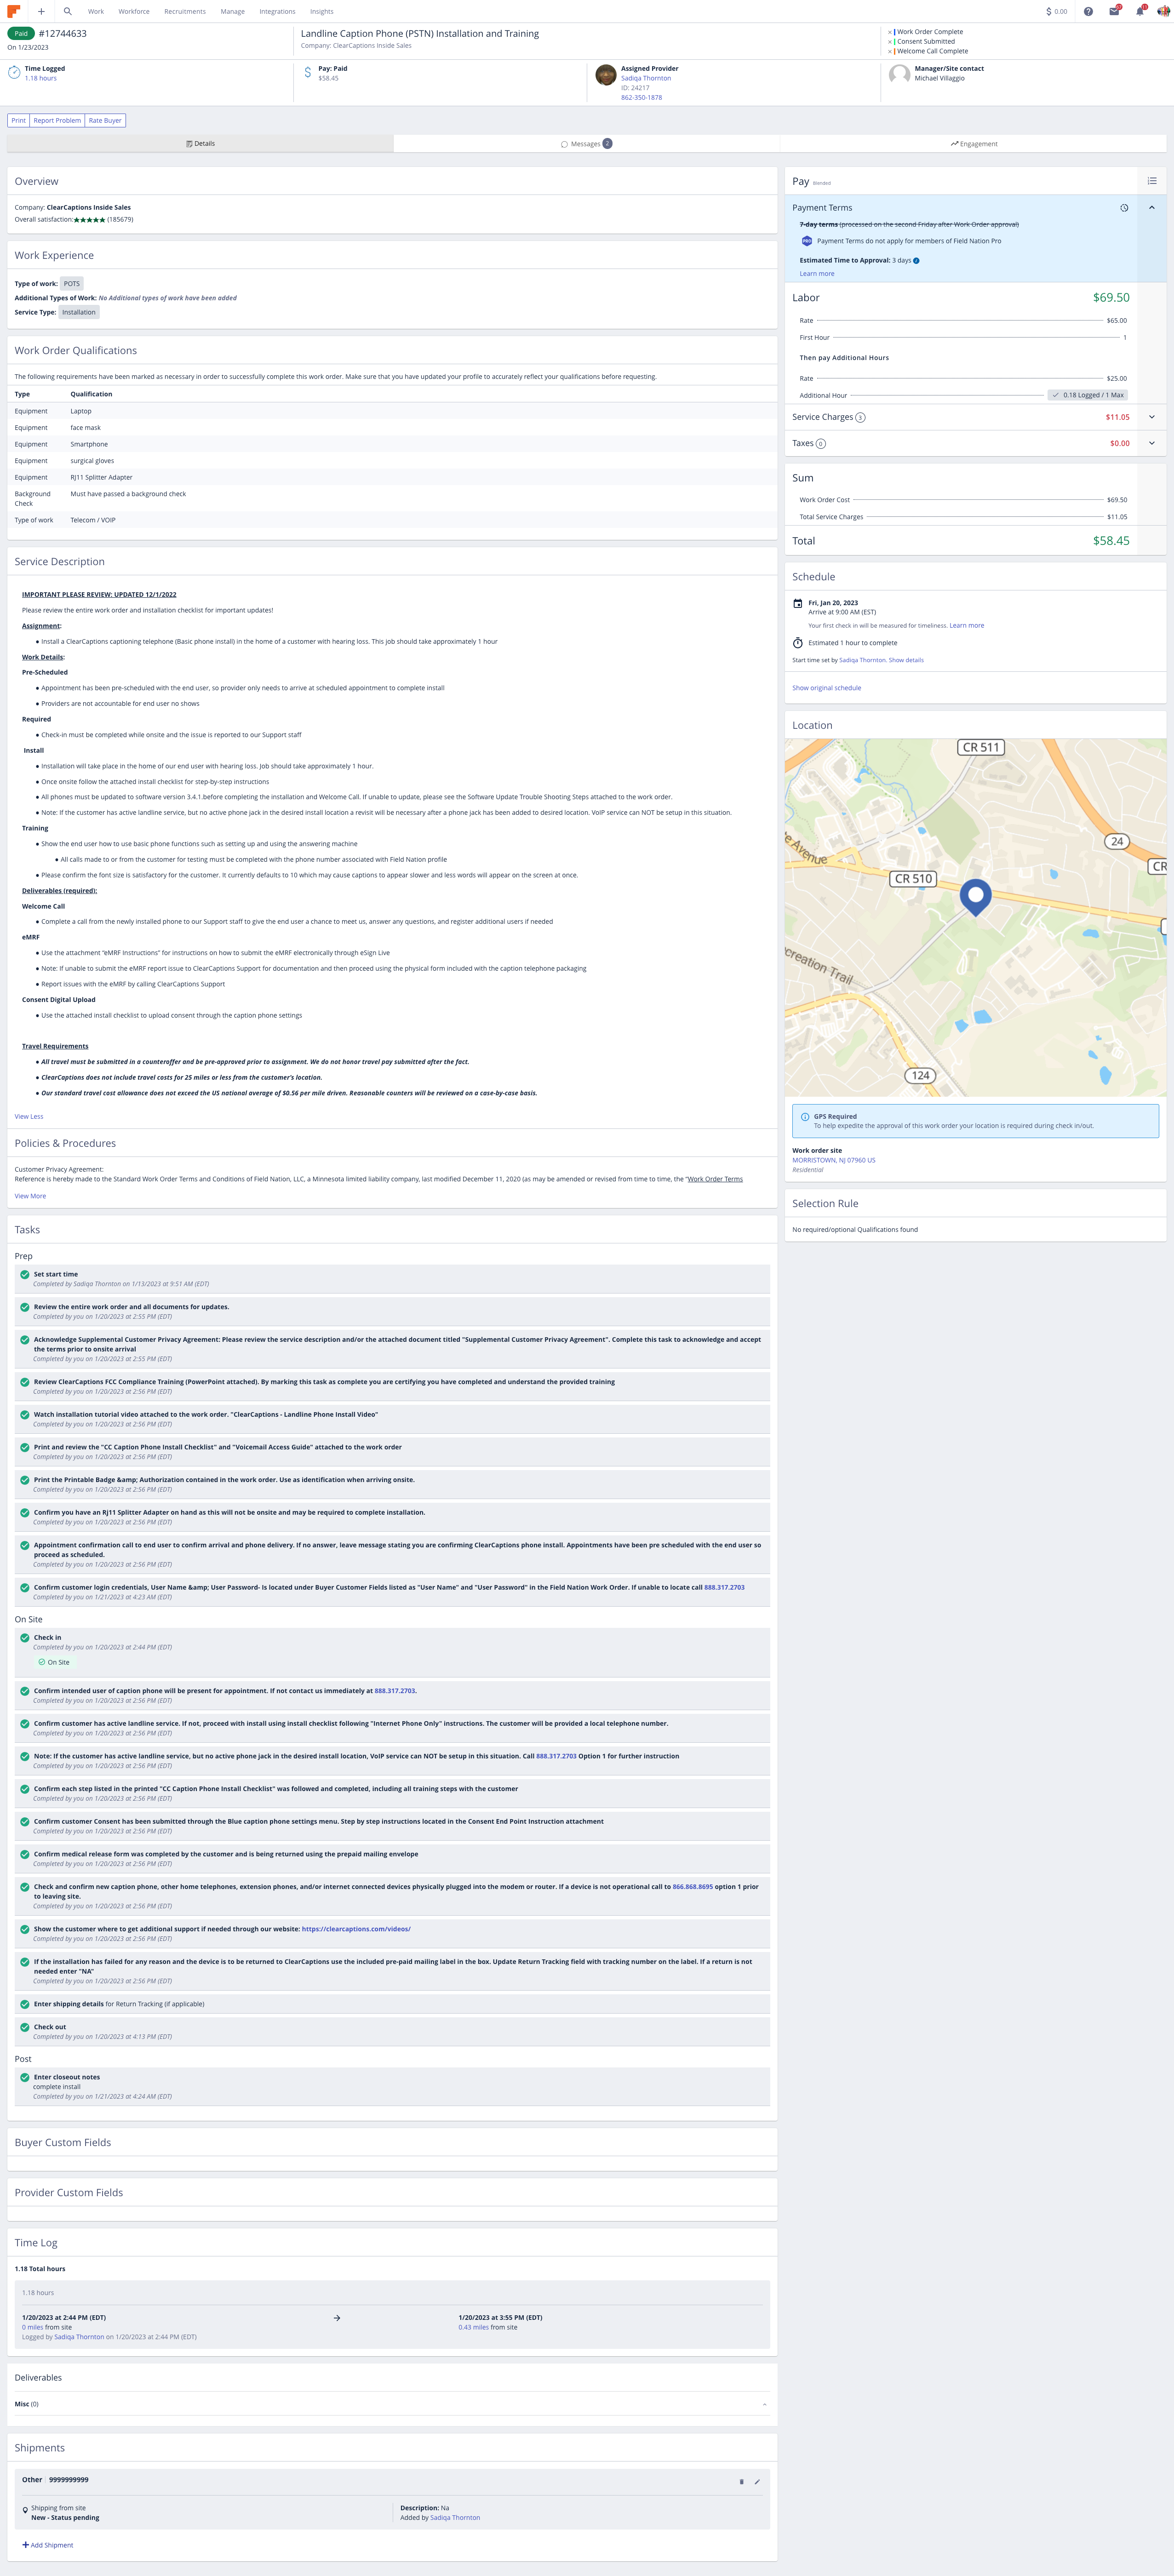 Work Workforce Recruitments Manage Integrations Insights
$ 0.00
Paid #12744633
On 1/23/2023
Landline Caption Phone (PSTN) Installation and Training
Company: ClearCaptions Inside Sales
Work Order Complete
Consent Submitted
Welcome Call Complete
Time Logged
1.18 hours
Pay: Paid
$58.45
Assigned Provider
Sadiqa Thornton
ID: 24217
862-350-1878
Manager/Site contact
Michael Villaggio
Print Report Problem Rate Buyer
Details Messages 2 Engagement
Overview
Company: ClearCaptions Inside Sales
Overall satisfaction:★★★★★ (185679)
Work Experience
Type of work: POTS
Additional Types of Work: No Additional types of work have been added
Service Type: Installation
Work Order Qualifications
The following requirements have been marked as necessary in order to successfully complete this work order. Make sure that you have updated your profile to accurately reflect your qualifications before requesting.
Type Qualification
Equipment Laptop
Equipment face mask
Equipment Smartphone
Equipment surgical gloves
Equipment RJ11 Splitter Adapter
Background Must have passed a background check
Check
Type of work Telecom / VOIP
Service Description
IMPORTANT PLEASE REVIEW: UPDATED 12/1/2022
Please review the entire work order and installation checklist for important updates!
Assignment:
● Install a ClearCaptions captioning telephone (Basic phone install) in the home of a customer with hearing loss. This job should take approximately 1 hour
Work Details:
Pre-Scheduled
● Appointment has been pre-scheduled with the end user, so provider only needs to arrive at scheduled appointment to complete install
● Providers are not accountable for end user no shows
Required
● Check-in must be completed while onsite and the issue is reported to our Support staff
Install
● Installation will take place in the home of our end user with hearing loss. Job should take approximately 1 hour.
● Once onsite follow the attached install checklist for step-by-step instructions
● All phones must be updated to software version 3.4.1.before completing the installation and Welcome Call. If unable to update, please see the Software Update Trouble Shooting Steps attached to the work order.
● Note: If the customer has active landline service, but no active phone jack in the desired install location a revisit will be necessary after a phone jack has been added to desired location. VoIP service can NOT be setup in this situation.
Training
● Show the end user how to use basic phone functions such as setting up and using the answering machine
● All calls made to or from the customer for testing must be completed with the phone number associated with Field Nation profile
● Please confirm the font size is satisfactory for the customer. It currently defaults to 10 which may cause captions to appear slower and less words will appear on the screen at once.
Deliverables (required):
Welcome Call
● Complete a call from the newly installed phone to our Support staff to give the end user a chance to meet us, answer any questions, and register additional users if needed
eMRF
● Use the attachment “eMRF Instructions” for instructions on how to submit the eMRF electronically through eSign Live
● Note: If unable to submit the eMRF report issue to ClearCaptions Support for documentation and then proceed using the physical form included with the caption telephone packaging
● Report issues with the eMRF by calling ClearCaptions Support
Consent Digital Upload
● Use the attached install checklist to upload consent through the caption phone settings
Travel Requirements
● All travel must be submitted in a counteroffer and be pre-approved prior to assignment. We do not honor travel pay submitted after the fact.
● ClearCaptions does not include travel costs for 25 miles or less from the customer's location.
● Our standard travel cost allowance does not exceed the US national average of $0.56 per mile driven. Reasonable counters will be reviewed on a case-by-case basis.
View Less
Policies & Procedures
Customer Privacy Agreement:
Reference is hereby made to the Standard Work Order Terms and Conditions of Field Nation, LLC, a Minnesota limited liability company, last modified December 11, 2020 (as may be amended or revised from time to time, the “Work Order Terms
View More
Tasks
Prep
Set start time
Completed by Sadiqa Thornton on 1/13/2023 at 9:51 AM (EDT)
Review the entire work order and all documents for updates.
Completed by you on 1/20/2023 at 2:55 PM (EDT)
Acknowledge Supplemental Customer Privacy Agreement: Please review the service description and/or the attached document titled "Supplemental Customer Privacy Agreement". Complete this task to acknowledge and accept
the terms prior to onsite arrival
Completed by you on 1/20/2023 at 2:55 PM (EDT)
Review ClearCaptions FCC Compliance Training (PowerPoint attached). By marking this task as complete you are certifying you have completed and understand the provided training
Completed by you on 1/20/2023 at 2:56 PM (EDT)
Watch installation tutorial video attached to the work order. "ClearCaptions - Landline Phone Install Video"
Completed by you on 1/20/2023 at 2:56 PM (EDT)
Print and review the "CC Caption Phone Install Checklist" and "Voicemail Access Guide" attached to the work order
Completed by you on 1/20/2023 at 2:56 PM (EDT)
Print the Printable Badge &amp; Authorization contained in the work order. Use as identification when arriving onsite.
Completed by you on 1/20/2023 at 2:56 PM (EDT)
Confirm you have an RJ11 Splitter Adapter on hand as this will not be onsite and may be required to complete installation.
Completed by you on 1/20/2023 at 2:56 PM (EDT)
Appointment confirmation call to end user to confirm arrival and phone delivery. If no answer, leave message stating you are confirming ClearCaptions phone install. Appointments have been pre scheduled with the end user so
proceed as scheduled.
Completed by you on 1/20/2023 at 2:56 PM (EDT)
Confirm customer login credentials, User Name &amp; User Password- Is located under Buyer Customer Fields listed as "User Name" and "User Password" in the Field Nation Work Order. If unable to locate call 888.317.2703
Completed by you on 1/21/2023 at 4:23 AM (EDT)
On Site
Check in
Completed by you on 1/20/2023 at 2:44 PM (EDT)
On Site
Confirm intended user of caption phone will be present for appointment. If not contact us immediately at 888.317.2703.
Completed by you on 1/20/2023 at 2:56 PM (EDT)
Confirm customer has active landline service. If not, proceed with install using install checklist following "Internet Phone Only" instructions. The customer will be provided a local telephone number.
Completed by you on 1/20/2023 at 2:56 PM (EDT)
Note: If the customer has active landline service, but no active phone jack in the desired install location, VoIP service can NOT be setup in this situation. Call 888.317.2703 Option 1 for further instruction
Completed by you on 1/20/2023 at 2:56 PM (EDT)
Confirm each step listed in the printed "CC Caption Phone Install Checklist" was followed and completed, including all training steps with the customer
Completed by you on 1/20/2023 at 2:56 PM (EDT)
Confirm customer Consent has been submitted through the Blue caption phone settings menu. Step by step instructions located in the Consent End Point Instruction attachment
Completed by you on 1/20/2023 at 2:56 PM (EDT)
Confirm medical release form was completed by the customer and is being returned using the prepaid mailing envelope
Completed by you on 1/20/2023 at 2:56 PM (EDT)
Check and confirm new caption phone, other home telephones, extension phones, and/or internet connected devices physically plugged into the modem or router. If a device is not operational call to 866.868.8695 option 1 prior
to leaving site.
Completed by you on 1/20/2023 at 2:56 PM (EDT)
Show the customer where to get additional support if needed through our website: https://clearcaptions.com/videos/
Completed by you on 1/20/2023 at 2:56 PM (EDT)
If the installation has failed for any reason and the device is to be returned to ClearCaptions use the included pre-paid mailing label in the box. Update Return Tracking field with tracking number on the label. If a return is not
needed enter “NA”
Completed by you on 1/20/2023 at 2:56 PM (EDT)
Enter shipping details for Return Tracking (if applicable)
Check out
Completed by you on 1/20/2023 at 4:13 PM (EDT)
Post
Enter closeout notes
complete install
Completed by you on 1/21/2023 at 4:24 AM (EDT)
Buyer Custom Fields
Provider Custom Fields
Time Log
1.18 Total hours
1.18 hours
1/20/2023 at 2:44 PM (EDT) → 1/20/2023 at 3:55 PM (EDT)
0 miles from site 0.43 miles from site
Logged by Sadiqa Thornton on 1/20/2023 at 2:44 PM (EDT)
Deliverables
Misc (0)
Shipments
Other 9999999999
Shipping from site
New - Status pending
Description: Na
Added by Sadiqa Thornton
+ Add Shipment
Pay Blended
Payment Terms
7-day terms (processed on the second Friday after Work Order approval)
PRO Payment Terms do not apply for members of Field Nation Pro
Estimated Time to Approval: 3 days
Learn more
Labor $69.50
Rate $65.00
First Hour 1
Then pay Additional Hours
Rate $25.00
Additional Hour 0.18 Logged / 1 Max
Service Charges 3 $11.05
Taxes 0 $0.00
Sum
Work Order Cost $69.50
Total Service Charges $11.05
Total $58.45
Schedule
Fri, Jan 20, 2023
Arrive at 9:00 AM (EST)
Your first check in will be measured for timeliness. Learn more
Estimated 1 hour to complete
Start time set by Sadiqa Thornton. Show details
Show original schedule
Location
CR 511
24
e Avenue
CR
CR 510
creation Trail
124
GPS Required
To help expedite the approval of this work order your location is required during check in/out.
Work order site
MORRISTOWN, NJ 07960 US
Residential
Selection Rule
No required/optional Qualifications found